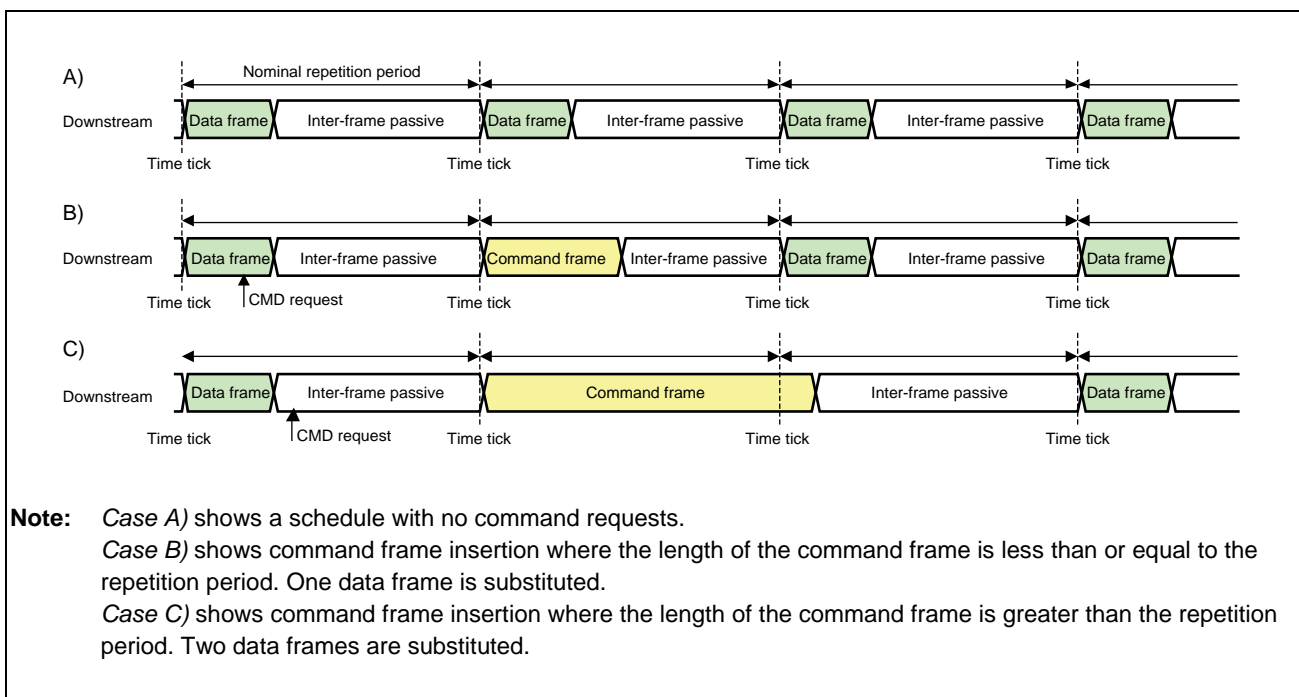 A)
Nominal repetition period
Downstream Data frame Inter-frame passive Data frame Inter-frame passive Data frame Inter-frame passive Data frame
Time tick Time tick Time tick Time tick
B)
Downstream Data frame Inter-frame passive Command frame Inter-frame passive Data frame Inter-frame passive Data frame
CMD request
Time tick Time tick Time tick Time tick
C)
Downstream Data frame Inter-frame passive Command frame Inter-frame passive Data frame
CMD request
Time tick Time tick Time tick Time tick
Note: Case A) shows a schedule with no command requests.
Case B) shows command frame insertion where the length of the command frame is less than or equal to the
repetition period. One data frame is substituted.
Case C) shows command frame insertion where the length of the command frame is greater than the repetition
period. Two data frames are substituted.